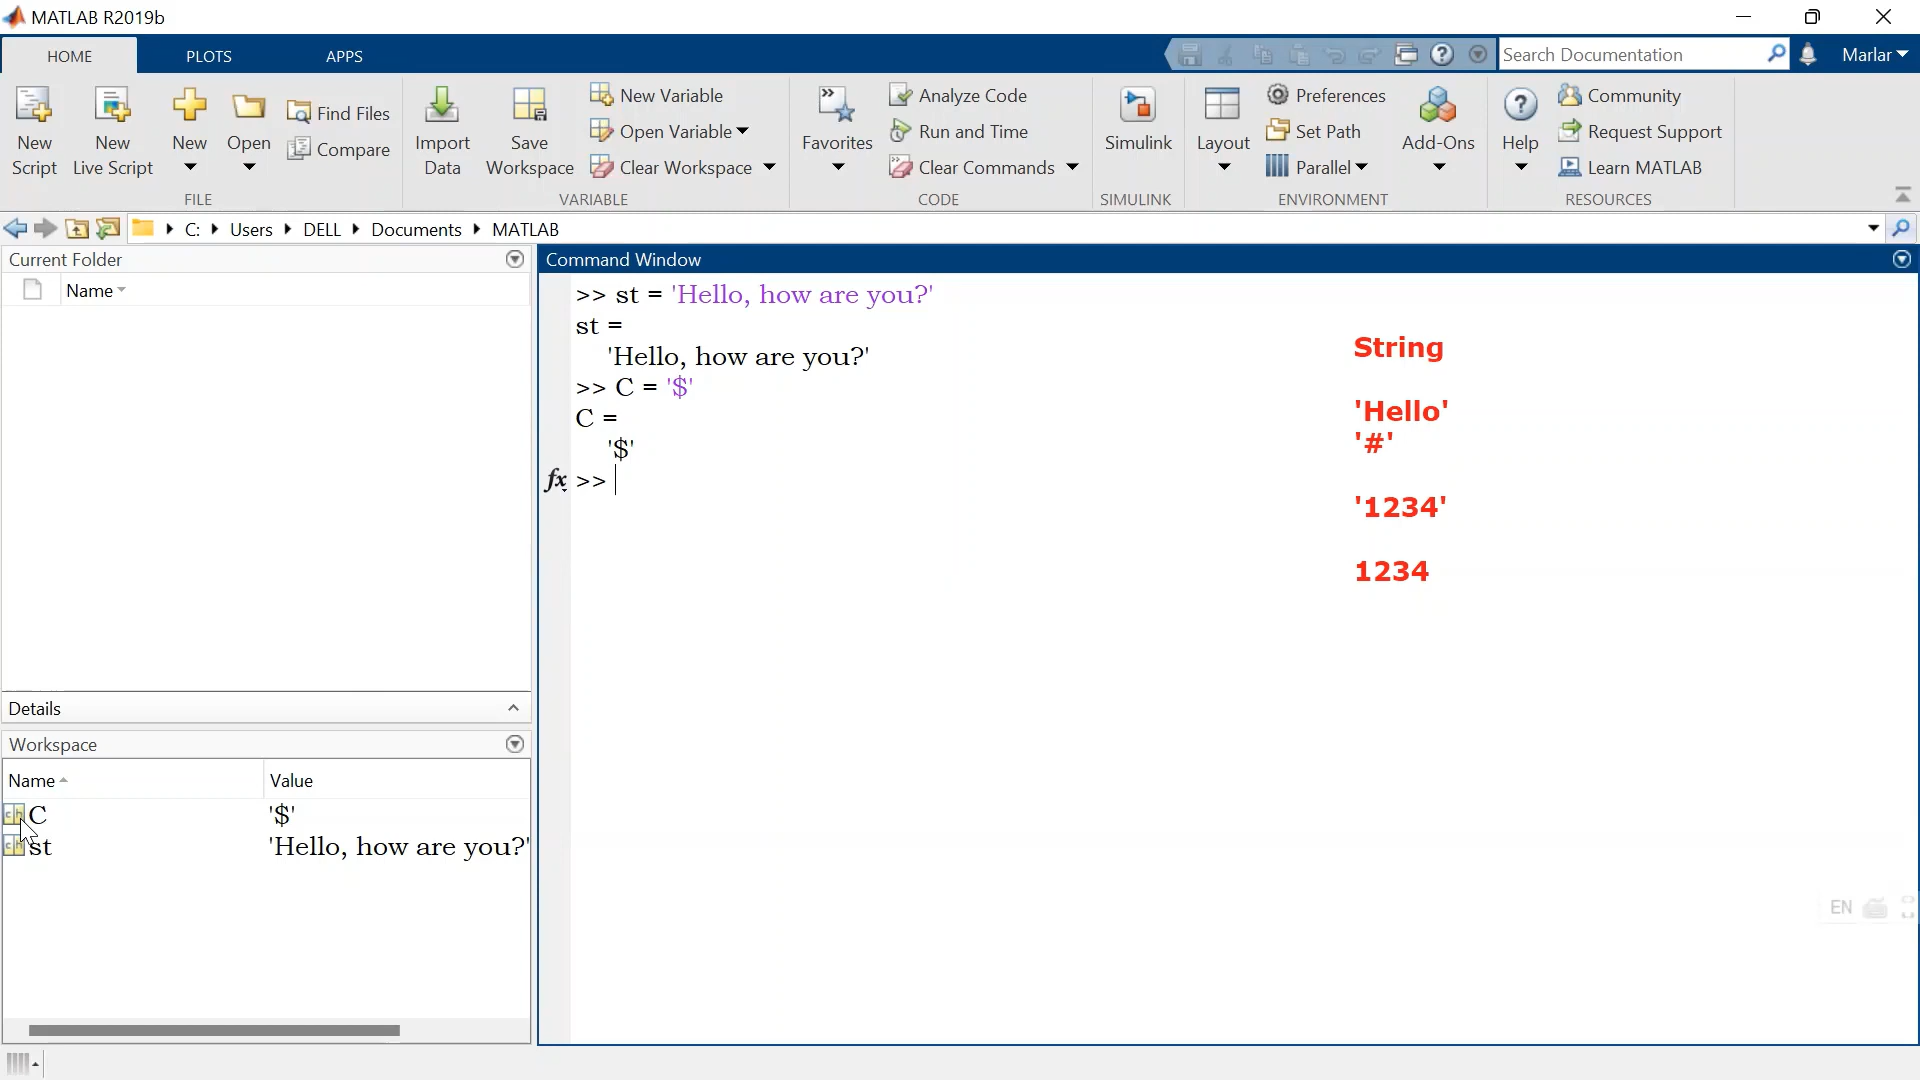 MATLAB R2019b
HOME
PLOTS
APPS
Search Documentation
Marlar
New Script
New Live Script
New
Open
Find Files
Compare
FILE
Import Data
Save Workspace
New Variable
Open Variable
Clear Workspace
VARIABLE
Favorites
Analyze Code
Run and Time
Clear Commands
CODE
Simulink
SIMULINK
Layout
Preferences
Set Path
Parallel
Add-Ons
ENVIRONMENT
Help
Community
Request Support
Learn MATLAB
RESOURCES
C: Users DELL Documents MATLAB
Current Folder
Name
Details
Workspace
Name Value
C '$'
st 'Hello, how are you?'
Command Window
>> st = 'Hello, how are you?'
st =
'Hello, how are you?'
>> C = '$'
C =
'$'
fx >>
String
'Hello'
'#'
'1234'
1234
EN